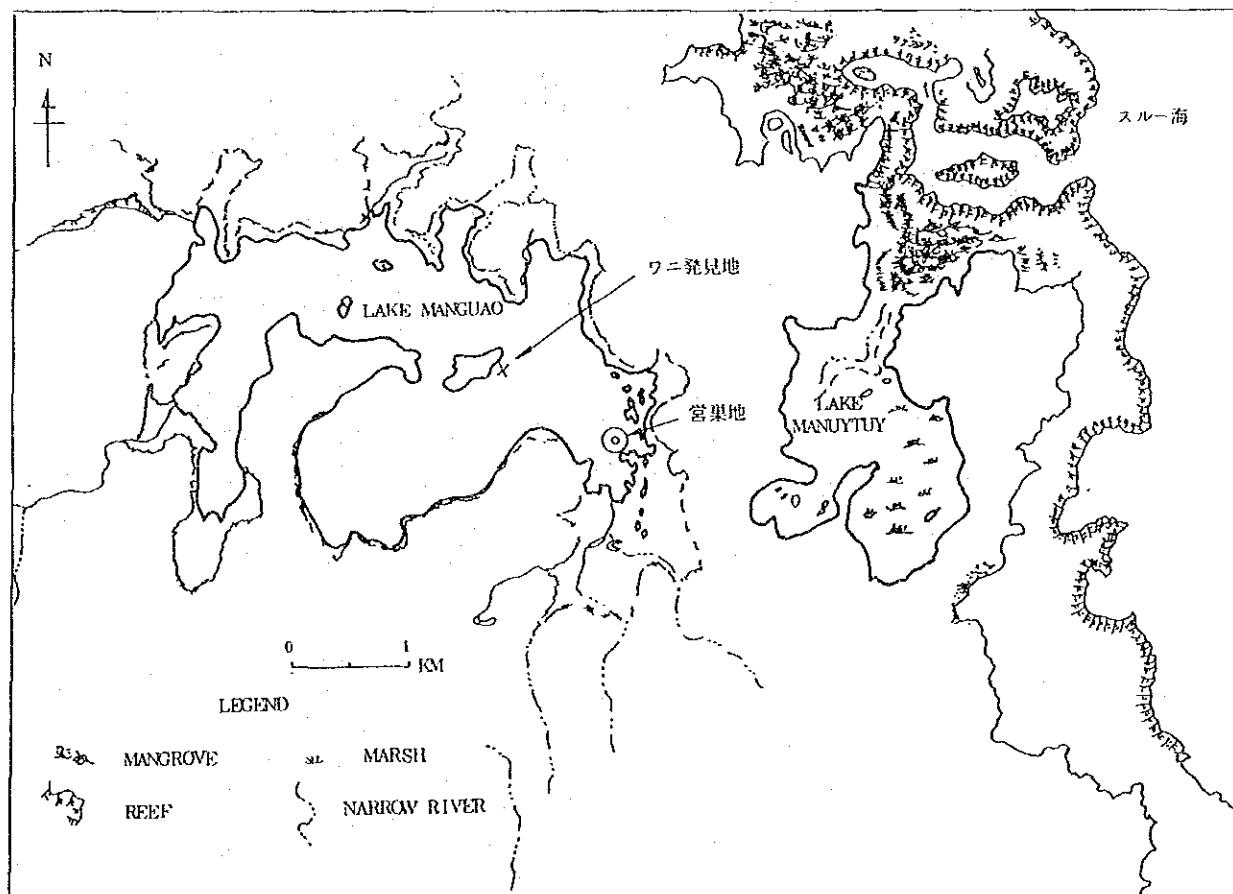 N
スルー海
ワニ発見地
LAKE MANGUAO
営巣地
LAKE
MANUYTUY
0 1
KM
LEGEND
MANGROVE
MARSH
REEF
NARROW RIVER